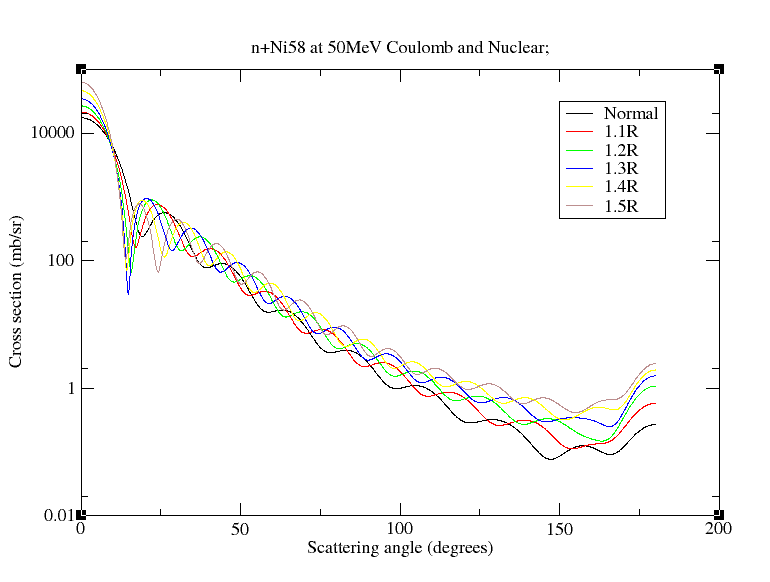 n+Ni58 at 50MeV Coulomb and Nuclear;
Normal
1.1R
1.2R
1.3R
1.4R
1.5R
Cross section (mb/sr)
10000
100
1
0.01
0 50 100 150 200
Scattering angle (degrees)